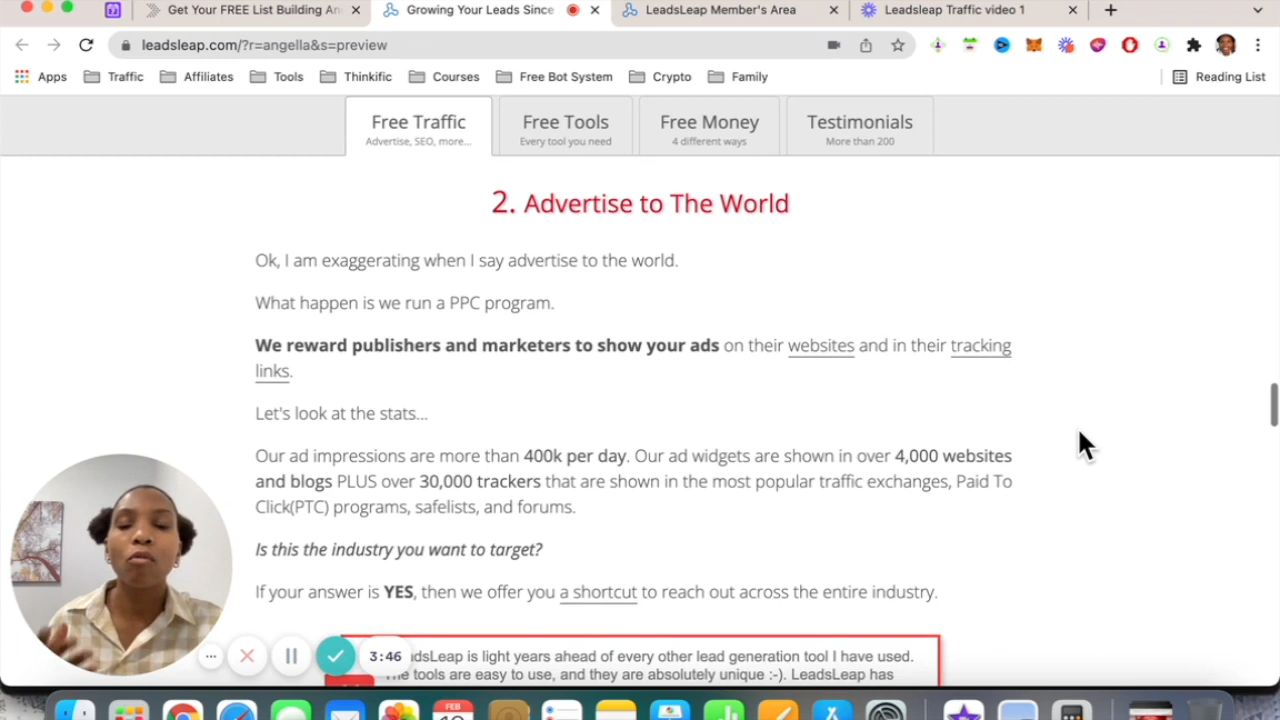 Get Your FREE List Building An
Growing Your Leads Since
LeadsLeap Member's Area
Leadsleap Traffic video 1
leadsleap.com/?r=angella&s=preview
Apps
Traffic
Affiliates
Tools
Thinkific
Courses
Free Bot System
Crypto
Family
Reading List
Free Traffic
Advertise, SEO, more...
Free Tools
Every tool you need
Free Money
4 different ways
Testimonials
More than 200
2. Advertise to The World
Ok, I am exaggerating when I say advertise to the world.
What happen is we run a PPC program.
We reward publishers and marketers to show your ads on their websites and in their tracking
links.
Let's look at the stats...
Our ad impressions are more than 400k per day. Our ad widgets are shown in over 4,000 websites
and blogs PLUS over 30,000 trackers that are shown in the most popular traffic exchanges, Paid To
Click(PTC) programs, safelists, and forums.
Is this the industry you want to target?
If your answer is YES, then we offer you a shortcut to reach out across the entire industry.
3:46
adsLeap is light years ahead of every other lead generation tool I have used.
The tools are easy to use, and they are absolutely unique :-). LeadsLeap has
FEB